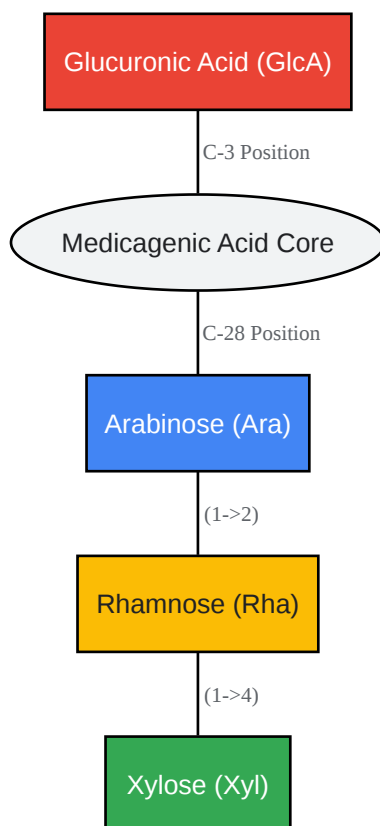 Glucuronic Acid (GlcA)
C-3 Position
Medicagenic Acid Core
C-28 Position
Arabinose (Ara)
(1->2)
Rhamnose (Rha)
(1->4)
Xylose (Xyl)